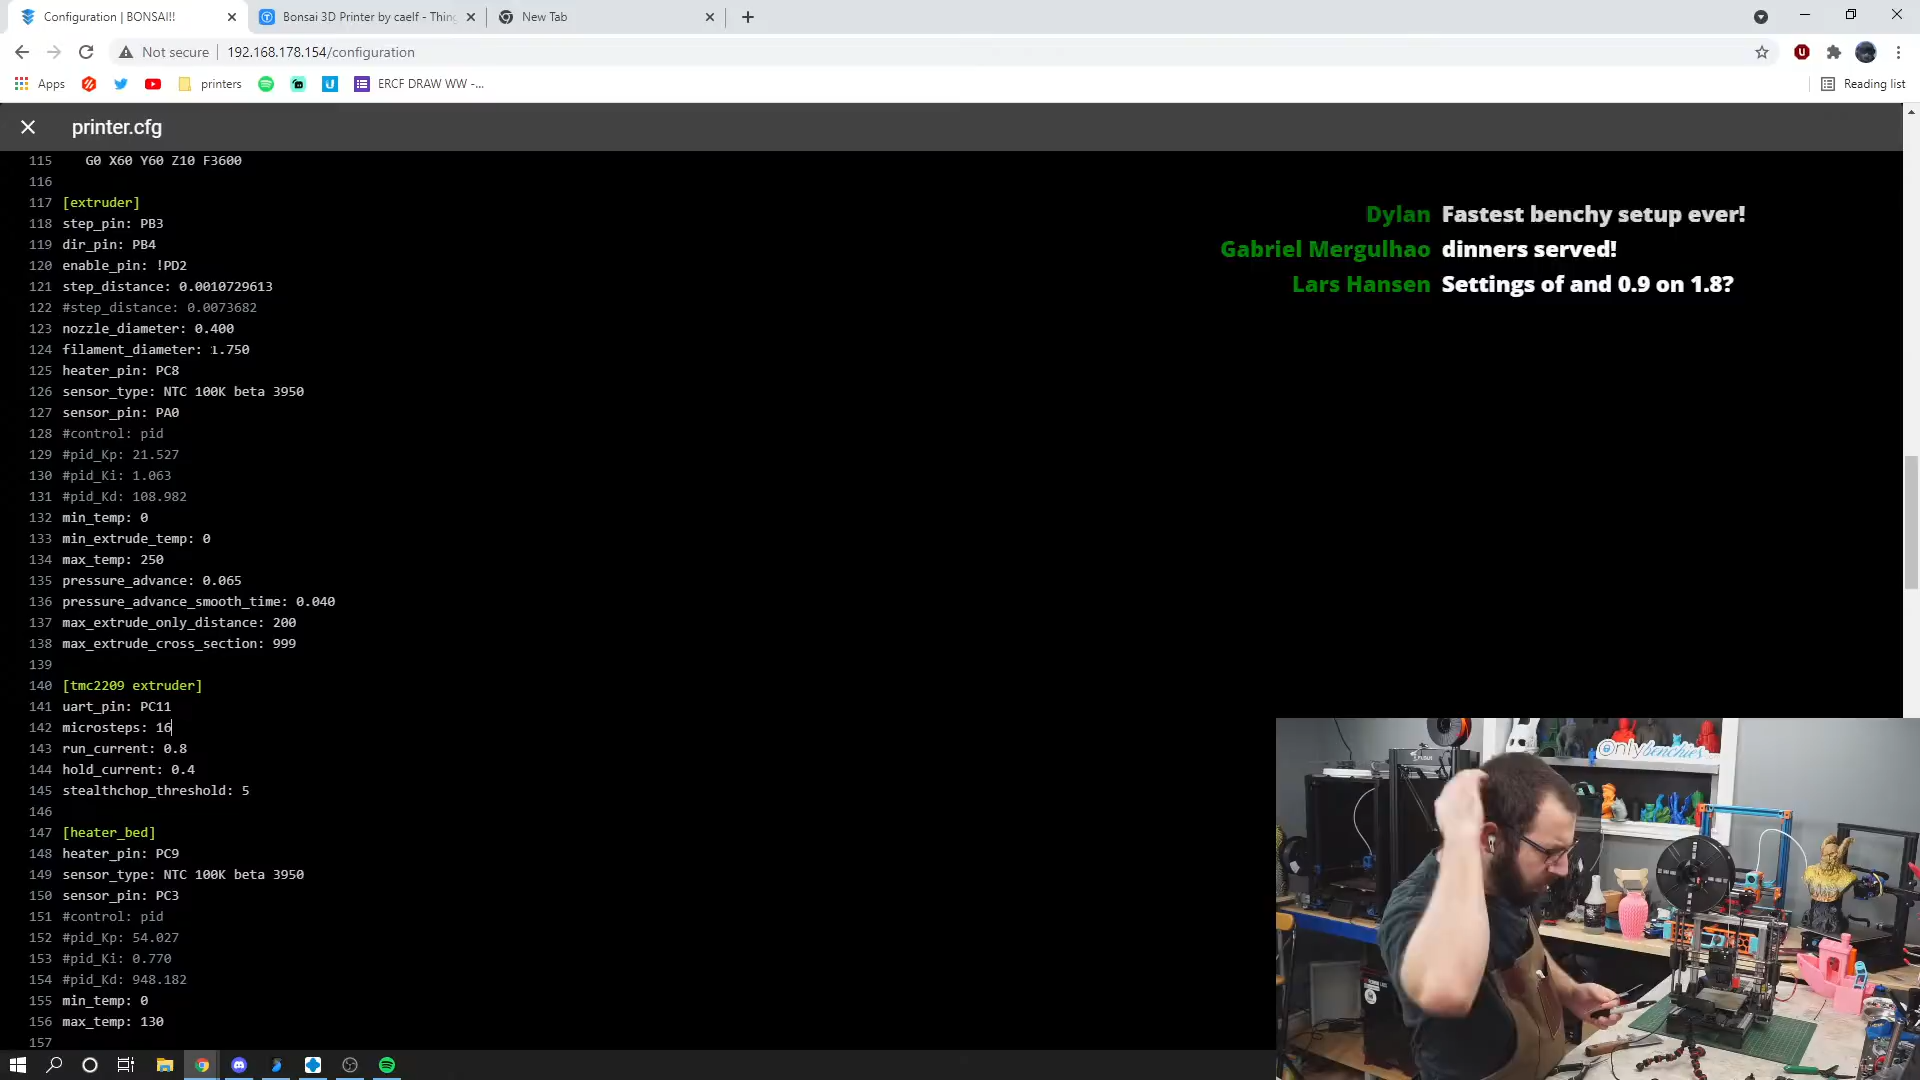 Configuration | BONSAI!!
Bonsai 3D Printer by caelf - Thing
New Tab
Not secure
192.168.178.154/configuration
Apps
printers
ERCF DRAW WW -...
Reading list
printer.cfg
115 G0 X60 Y60 Z10 F3600
116
117 [extruder]
118 step_pin: PB3
119 dir_pin: PB4
120 enable_pin: !PD2
121 step_distance: 0.0010729613
122 #step_distance: 0.0073682
123 nozzle_diameter: 0.400
124 filament_diameter: 1.750
125 heater_pin: PC8
126 sensor_type: NTC 100K beta 3950
127 sensor_pin: PA0
128 #control: pid
129 #pid_Kp: 21.527
130 #pid_Ki: 1.063
131 #pid_Kd: 108.982
132 min_temp: 0
133 min_extrude_temp: 0
134 max_temp: 250
135 pressure_advance: 0.065
136 pressure_advance_smooth_time: 0.040
137 max_extrude_only_distance: 200
138 max_extrude_cross_section: 999
139
140 [tmc2209 extruder]
141 uart_pin: PC11
142 microsteps: 16
143 run_current: 0.8
144 hold_current: 0.4
145 stealthchop_threshold: 5
146
147 [heater_bed]
148 heater_pin: PC9
149 sensor_type: NTC 100K beta 3950
150 sensor_pin: PC3
151 #control: pid
152 #pid_Kp: 54.027
153 #pid_Ki: 0.770
154 #pid_Kd: 948.182
155 min_temp: 0
156 max_temp: 130
157
Dylan Fastest benchy setup ever!
Gabriel Mergulhao dinners served!
Lars Hansen Settings of and 0.9 on 1.8?
@nlybenchies